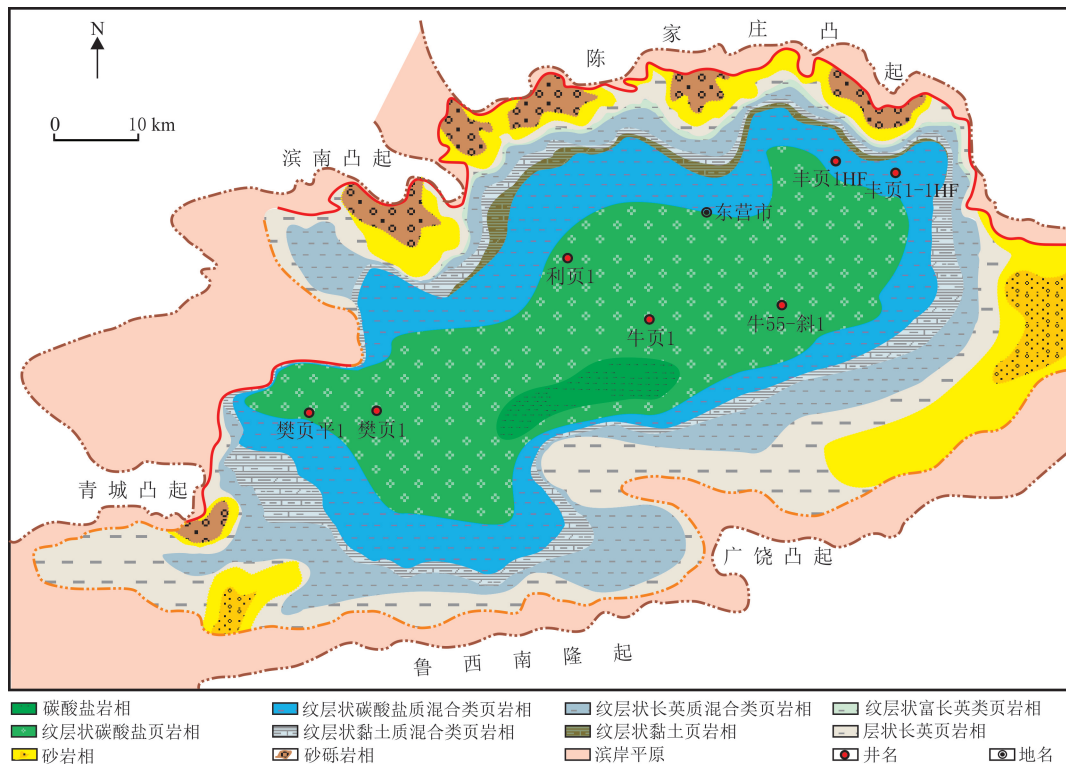 N
0 10 km
陈家庄凸起
滨南凸起
丰页1HF
丰页1-1HF
东营市
利页1
牛页1
牛55-斜1
樊页平1
樊页1
青城凸起
广饶凸起
鲁西南隆起
碳酸盐岩相 纹层状碳酸盐质混合类页岩相 纹层状长英质混合类页岩相 纹层状富长英类页岩相
纹层状碳酸盐页岩相 纹层状黏土质混合类页岩相 纹层状黏土页岩相 层状长英页岩相
砂岩相 砂砾岩相 滨岸平原 井名 地名